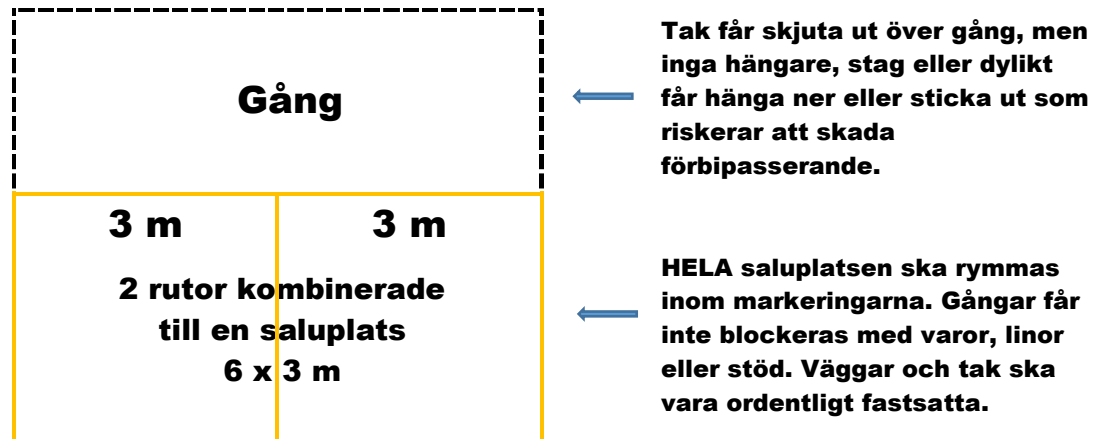 Gång
Tak får skjuta ut över gång, men
inga hängare, stag eller dylikt
får hänga ner eller sticka ut som
riskerar att skada
förbipasserande.
3 m
3 m
2 rutor kombinerade
till en saluplats
6 x 3 m
HELA saluplatsen ska rymmas
inom markeringarna. Gångar får
inte blockeras med varor, linor
eller stöd. Väggar och tak ska
vara ordentligt fastsatta.